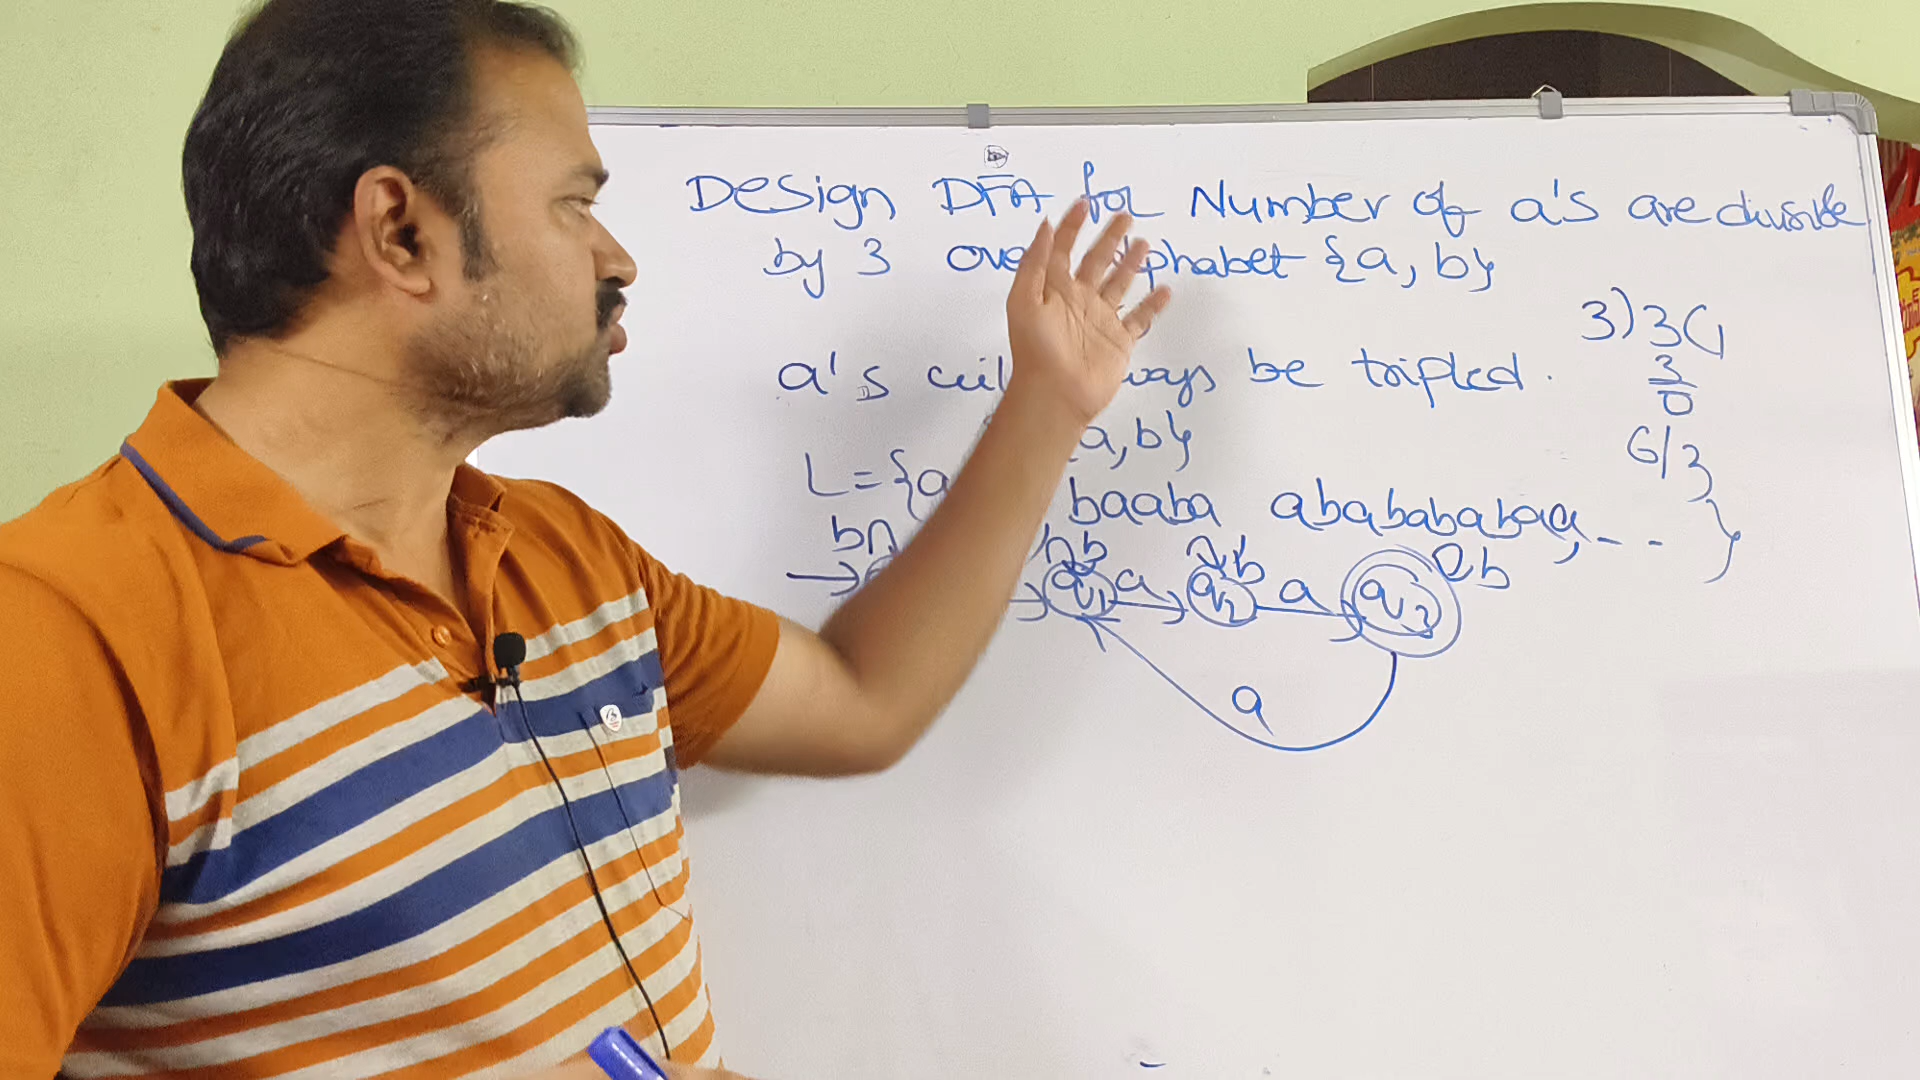 Design DFA for Number of a's are divisible
by 3 over alphabet {a, b}
3)3(1
3
0
a's will always be tripled.
6/3
a, b}
L = {a
baaba ababababaa, - - }
b b b b
a a
q1 q2 q3
a